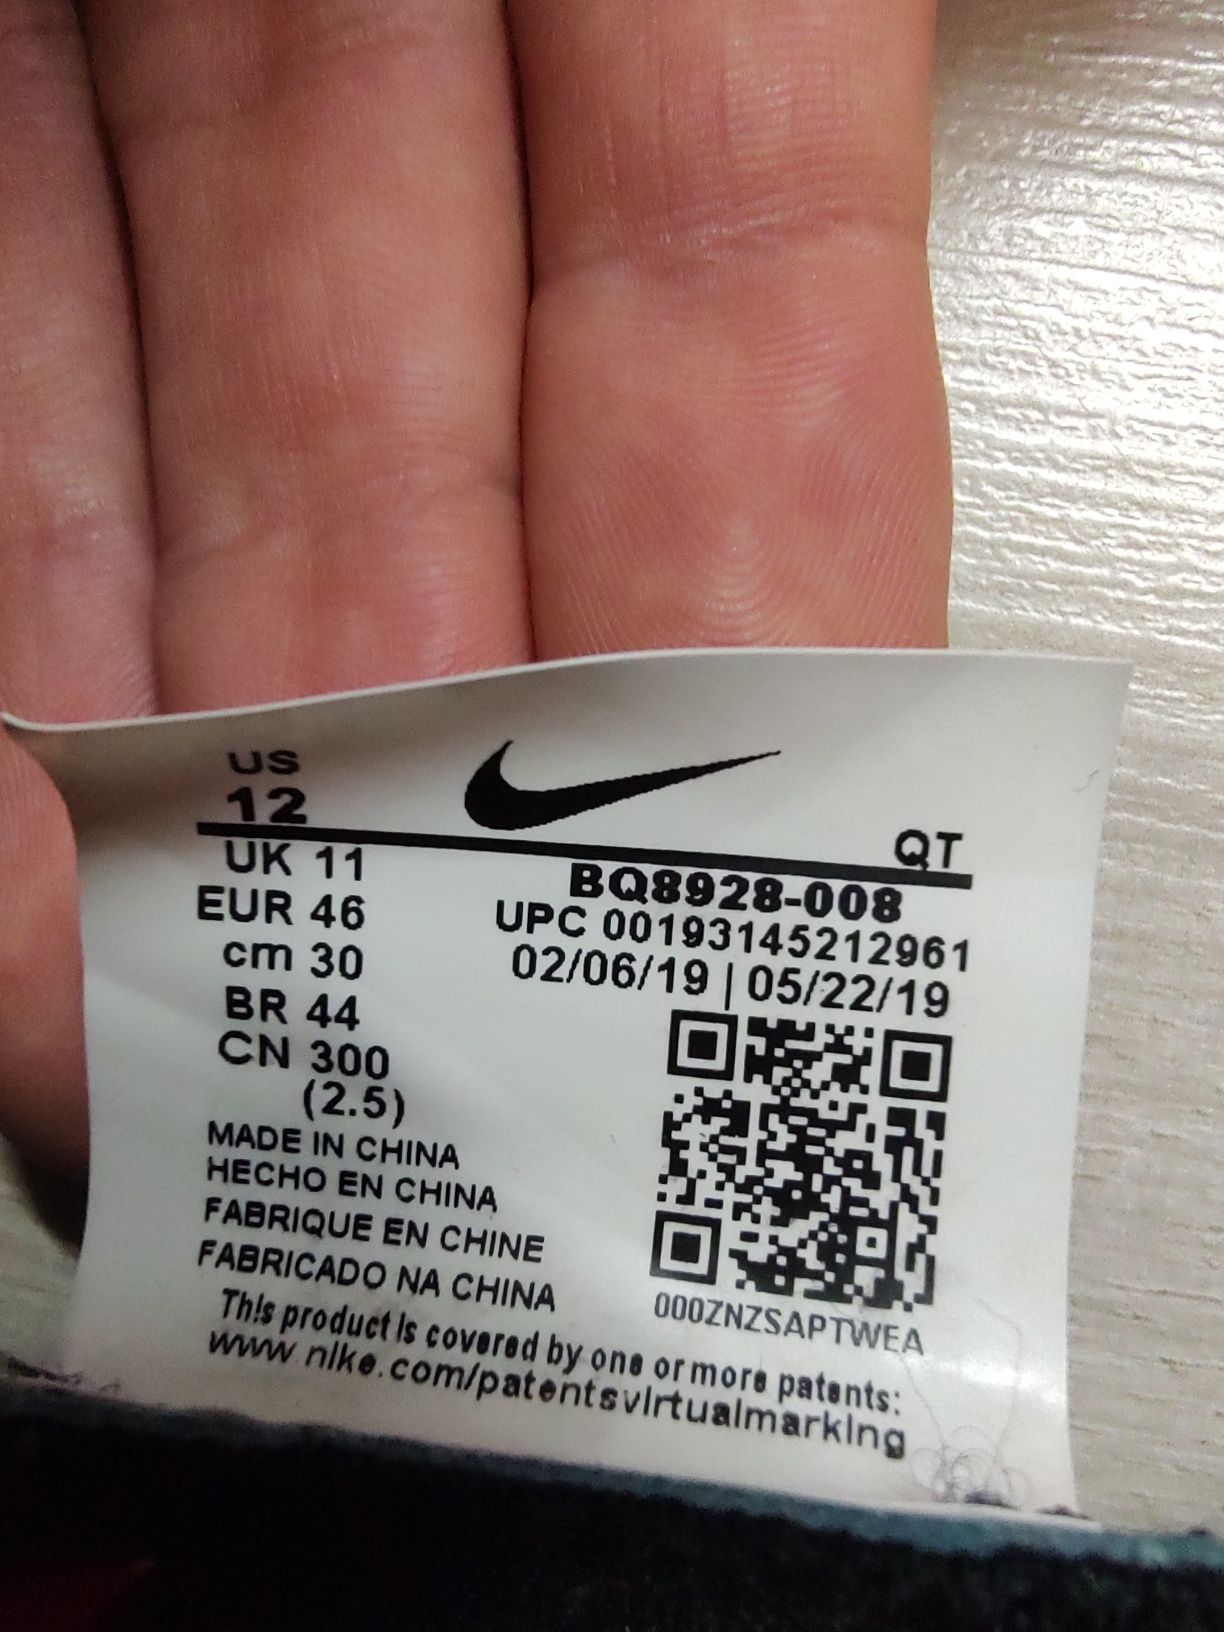 US
12
QT
UK 11
EUR 46
cm 30
BR 44
CN 300
(2.5)
BQ8928-008
UPC 00193145212961
02/06/19 | 05/22/19
MADE IN CHINA
HECHO EN CHINA
FABRIQUE EN CHINE
FABRICADO NA CHINA
000ZNZSAPTWEA
This product is covered by one or more patents:
www.nike.com/patentsvirtualmarking